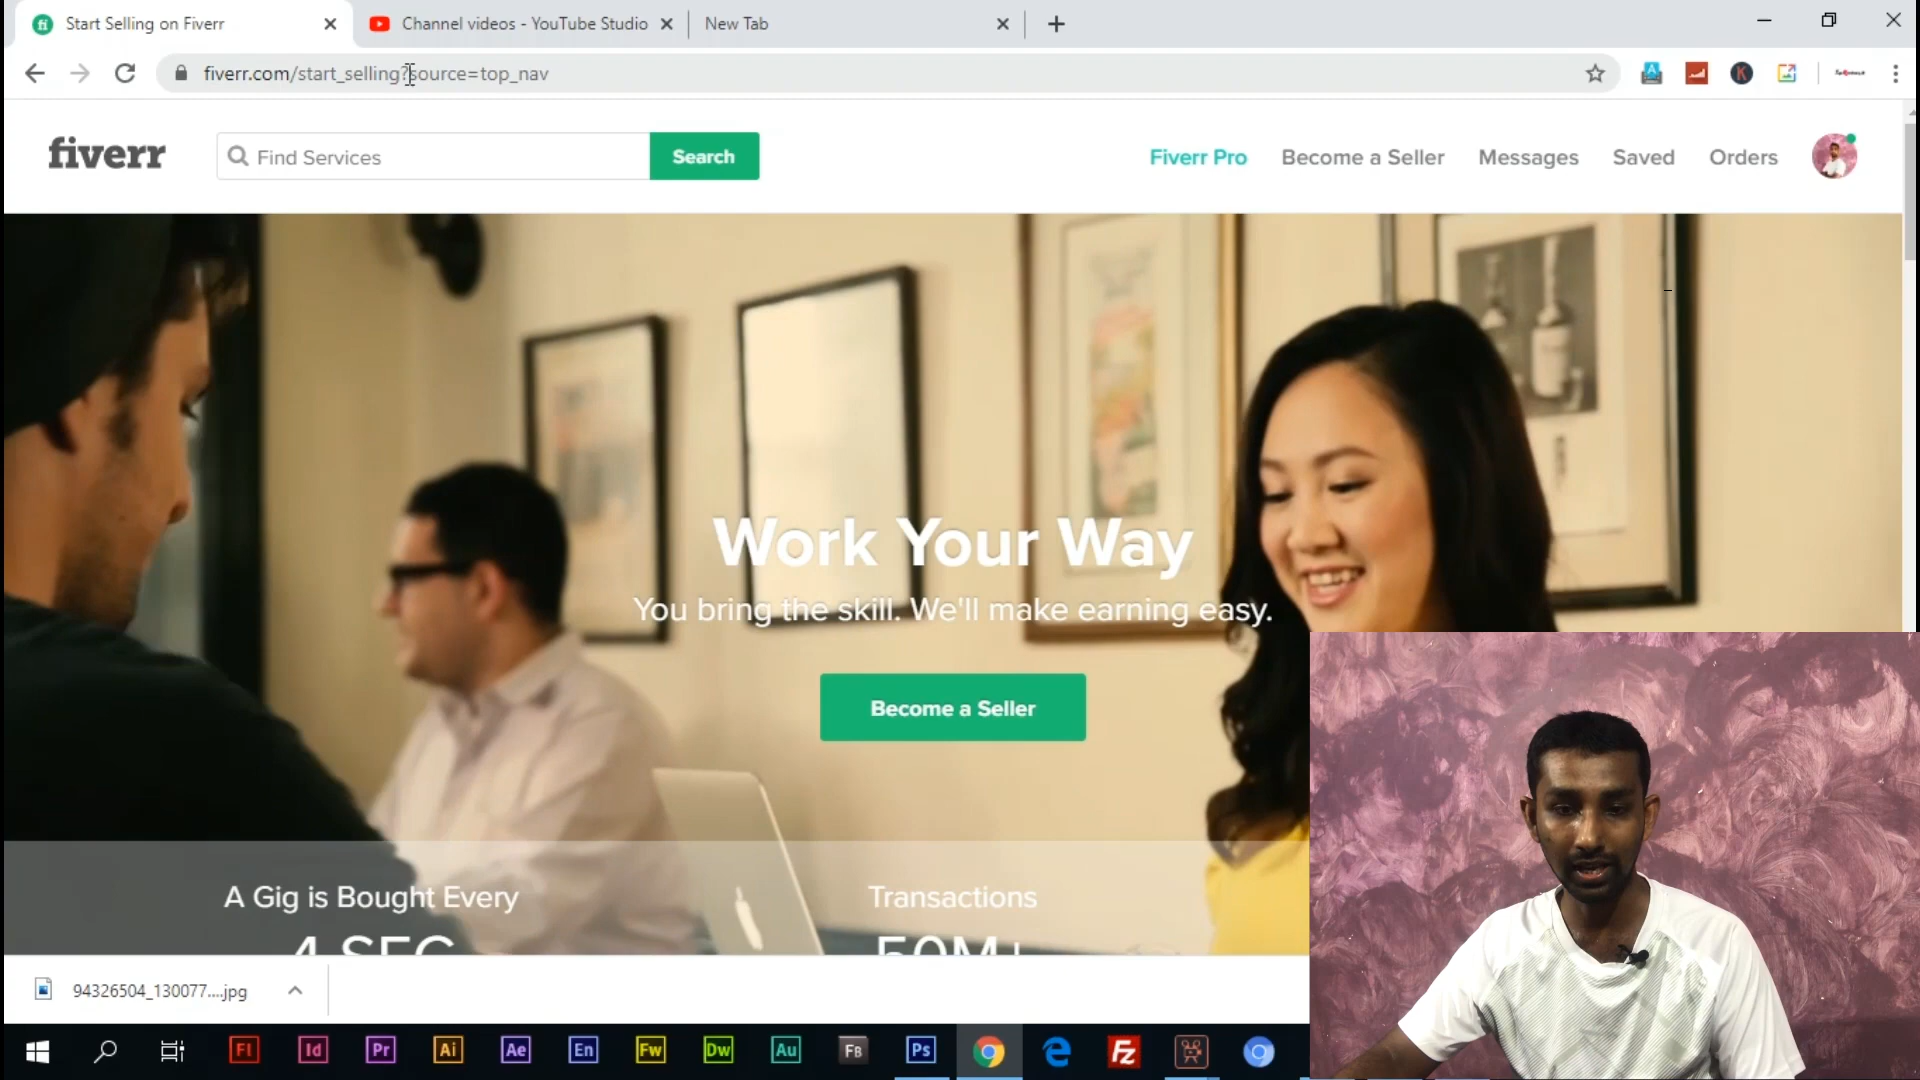 Start Selling on Fiverr
Channel videos - YouTube Studio
New Tab
fiverr.com/start_selling?source=top_nav
fiverr
Find Services
Search
Fiverr Pro
Become a Seller
Messages
Saved
Orders
Work Your Way
You bring the skill. We'll make earning easy.
Become a Seller
A Gig is Bought Every
4 SEC
Transactions
50M+
94326504_130077....jpg
Fl
Id
Pr
Ai
Ae
En
Fw
Dw
Au
FB
Ps
Fz